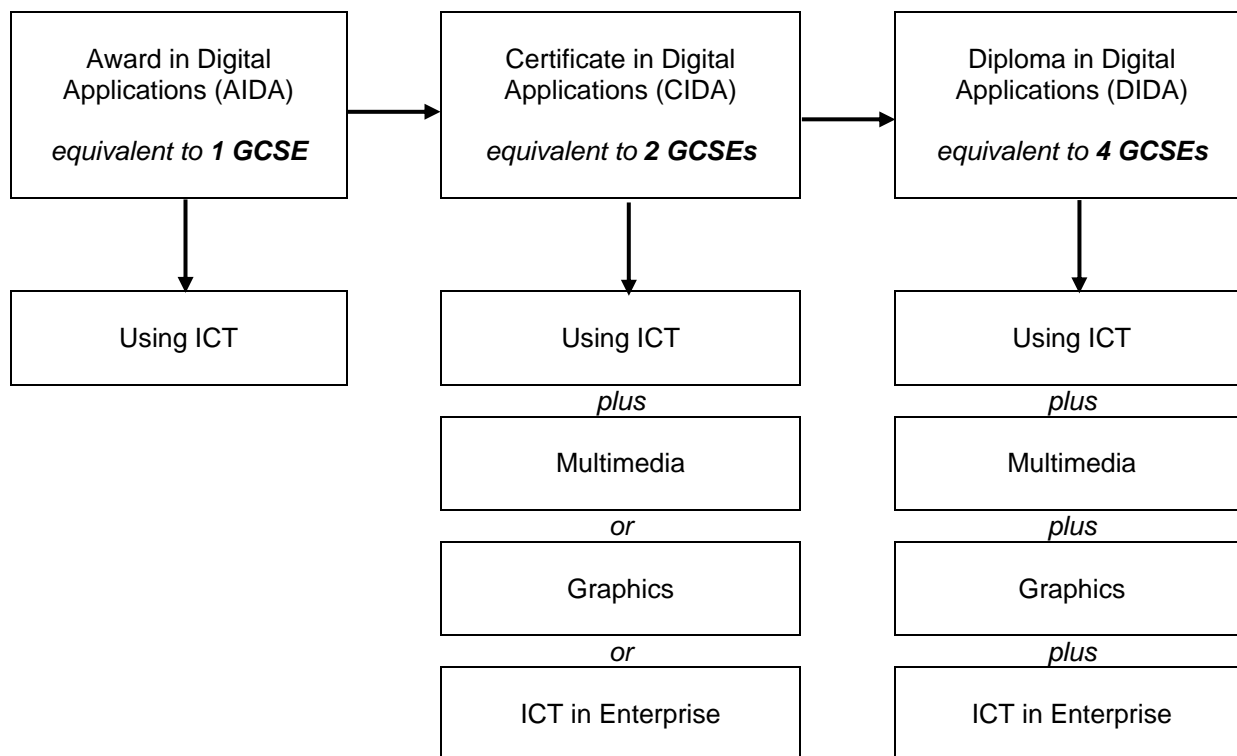 Award in Digital
Applications (AIDA)
equivalent to 1 GCSE
Certificate in Digital
Applications (CIDA)
equivalent to 2 GCSEs
Diploma in Digital
Applications (DIDA)
equivalent to 4 GCSEs
Using ICT
Using ICT
plus
Multimedia
or
Graphics
or
ICT in Enterprise
Using ICT
plus
Multimedia
plus
Graphics
plus
ICT in Enterprise